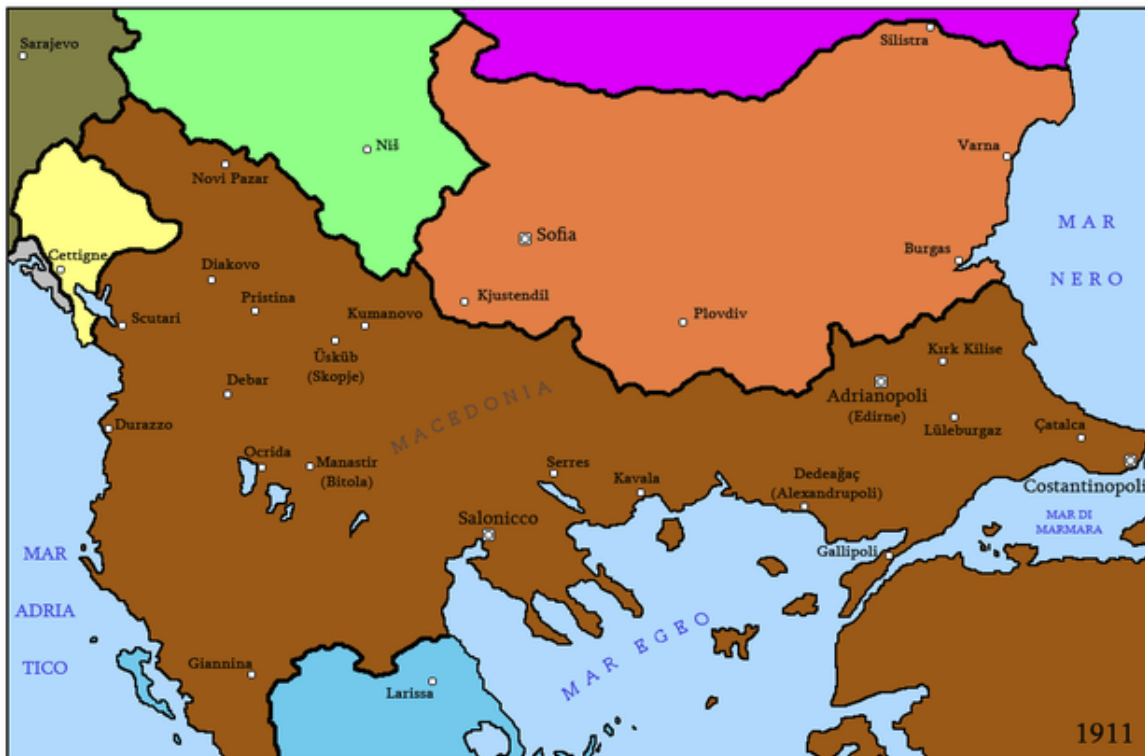 Sarajevo
Silistra
Niš
Varna
Novi Pazar
Sofia
MAR
NERO
Cettigne
Burgas
Diakovo
Pristina
Kjustendil
Kumanovo
Plovdiv
Scutari
Üsküb
(Skopje)
Kırk Kilise
Debar
MACEDONIA
Adrianopoli
(Edirne)
Lüleburgaz
Durazzo
Çatalca
Ocrida
Manastir
(Bitola)
Serres
Kavala
Dedeağaç
(Alexandrupoli)
Costantinopoli
Salonicco
MAR DI
MARMARA
Gallipoli
MAR
ADRIA
TICO
MAR EGEO
Giannina
Larissa
1911